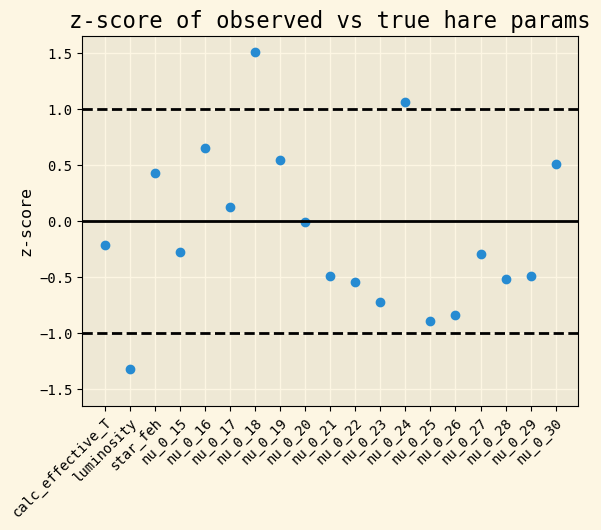 z-score of observed vs true hare params
z-score
1.5
1.0
0.5
0.0
−0.5
−1.0
−1.5
calc_effective_T
luminosity
star_feh
nu_0_15
nu_0_16
nu_0_17
nu_0_18
nu_0_19
nu_0_20
nu_0_21
nu_0_22
nu_0_23
nu_0_24
nu_0_25
nu_0_26
nu_0_27
nu_0_28
nu_0_29
nu_0_30